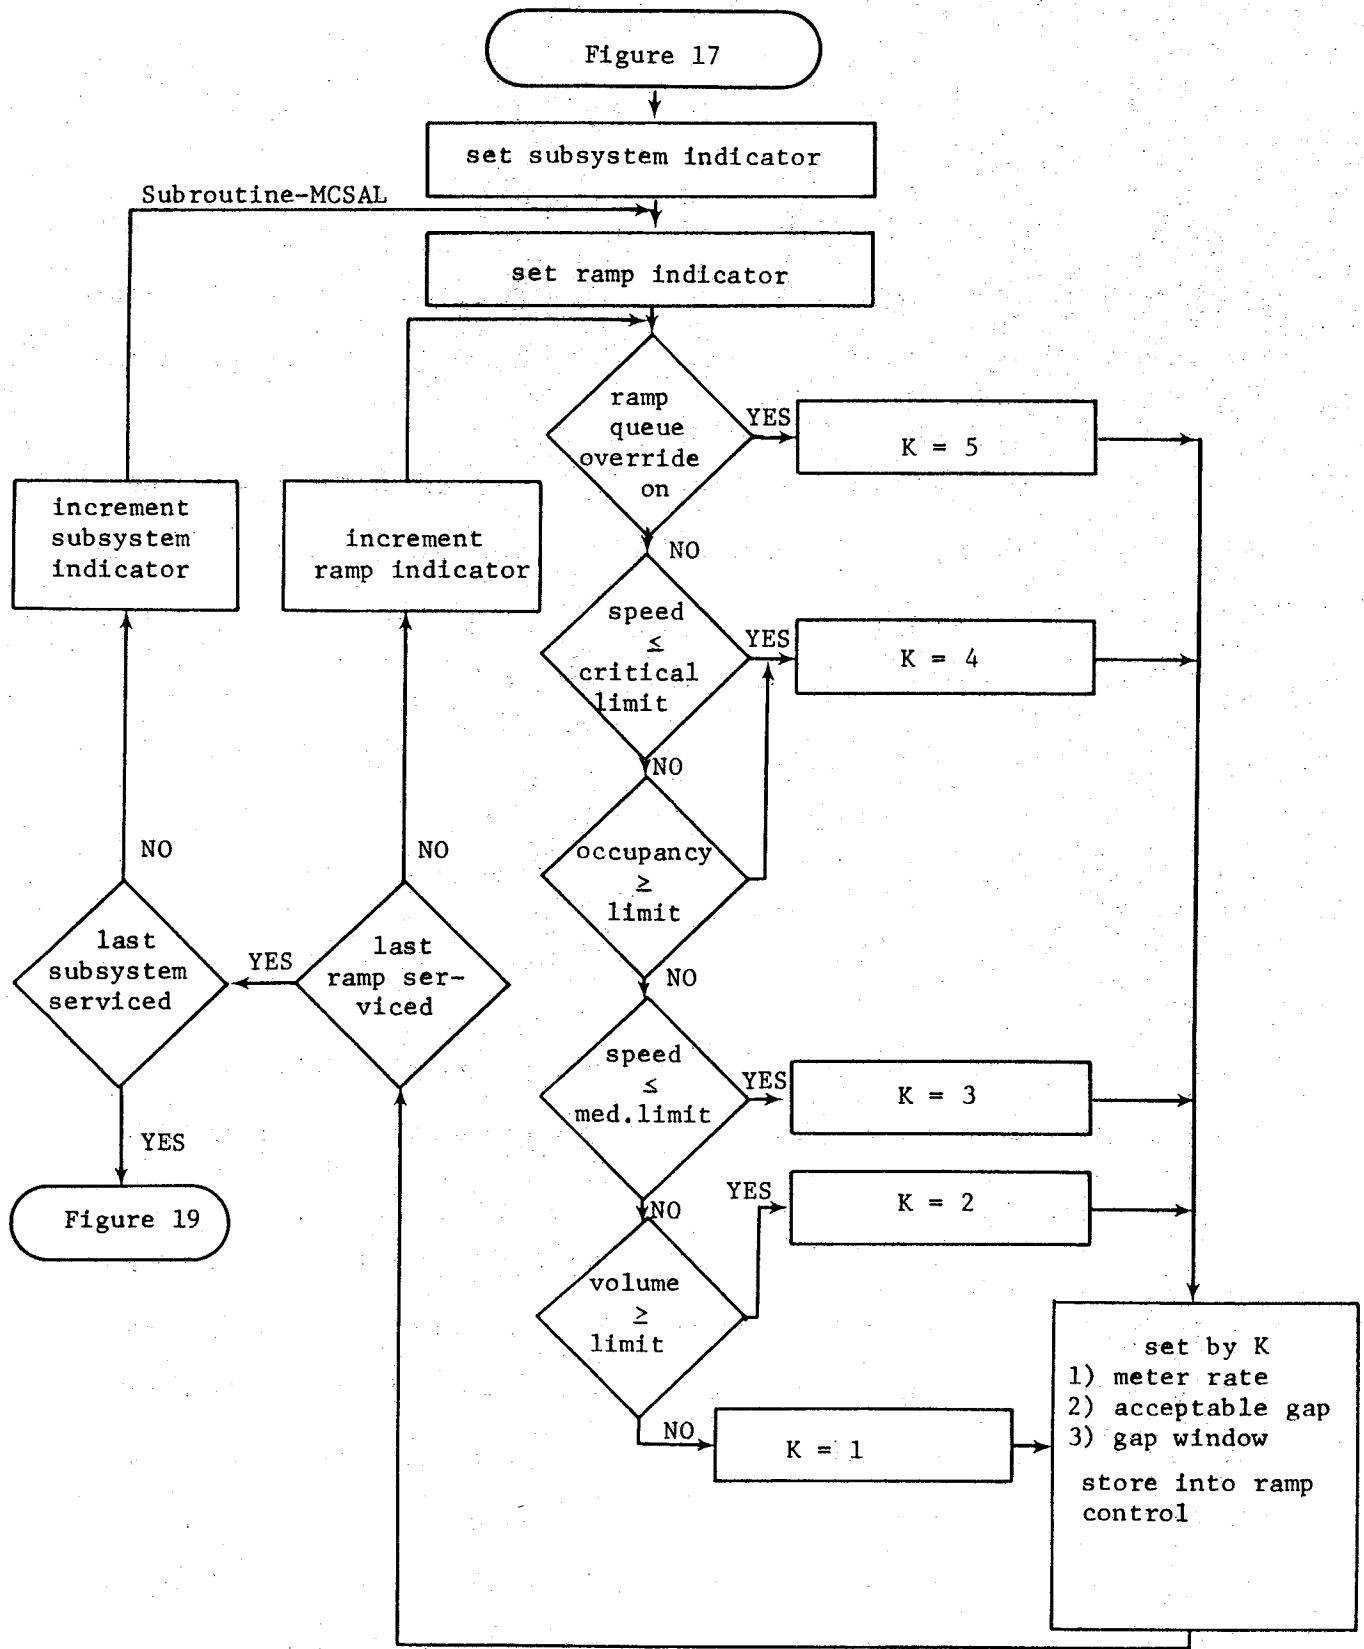 Figure 17
set subsystem indicator
Subroutine-MCSAL
set ramp indicator
ramp
queue
override
on
YES
K = 5
NO
increment
subsystem
indicator
increment
ramp indicator
speed
≤
critical
limit
YES
K = 4
NO
occupancy
≥
limit
NO
NO
NO
last
subsystem
serviced
YES
last
ramp ser-
viced
speed
≤
med.limit
YES
K = 3
YES
NO
YES
K = 2
Figure 19
volume
≥
limit
NO
K = 1
set by K
1) meter rate
2) acceptable gap
3) gap window
store into ramp
control